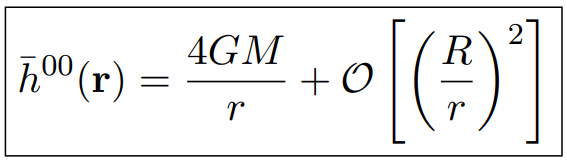 h̄⁰⁰(𝐫) = 4GM/r + 𝒪[(R/r)²]